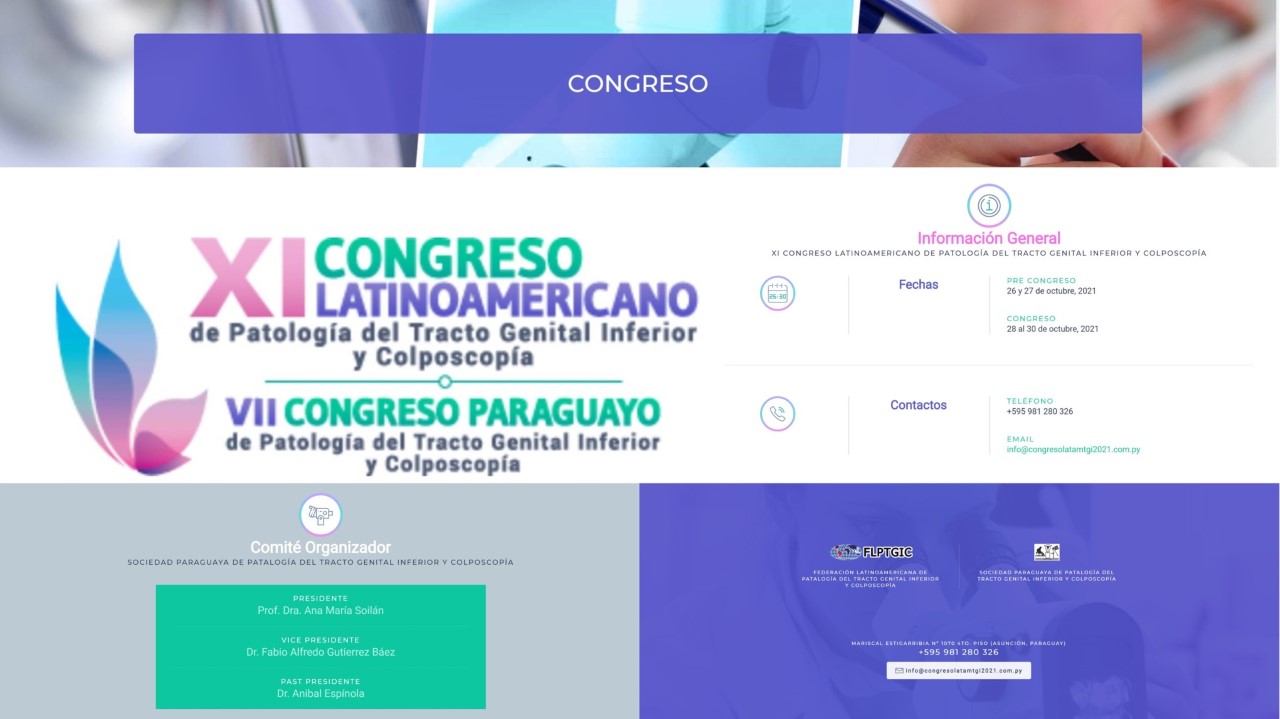 CONGRESO
XI CONGRESO
LATINOAMERICANO
de Patología del Tracto Genital Inferior
y Colposcopía
VII CONGRESO PARAGUAYO
de Patología del Tracto Genital Inferior
y Colposcopía
Información General
XI CONGRESO LATINOAMERICANO DE PATOLOGÍA DEL TRACTO GENITAL INFERIOR Y COLPOSCOPÍA
26-30
Fechas
PRE CONGRESO
26 y 27 de octubre, 2021
CONGRESO
28 al 30 de octubre, 2021
Contactos
TELÉFONO
+595 981 280 326
EMAIL
info@congresolatamtgi2021.com.py
Comité Organizador
SOCIEDAD PARAGUAYA DE PATALOGÍA DEL TRACTO GENITAL INFERIOR Y COLPOSCOPÍA
PRESIDENTE
Prof. Dra. Ana María Soilán
VICE PRESIDENTE
Dr. Fabio Alfredo Gutierrez Báez
PAST PRESIDENTE
Dr. Anibal Espínola
FLPTGIC
FEDERACIÓN LATINOAMERICANA DE
PATALOGÍA DEL TRACTO GENITAL INFERIOR
Y COLPOSCOPÍA
SOCIEDAD PARAGUAYA DE PATALOGÍA DEL
TRACTO GENITAL INFERIOR Y COLPOSCOPÍA
MARISCAL ESTIGARRIBIA Nº 1070 4TO. PISO (ASUNCIÓN, PARAGUAY)
+595 981 280 326
info@congresolatamtgi2021.com.py